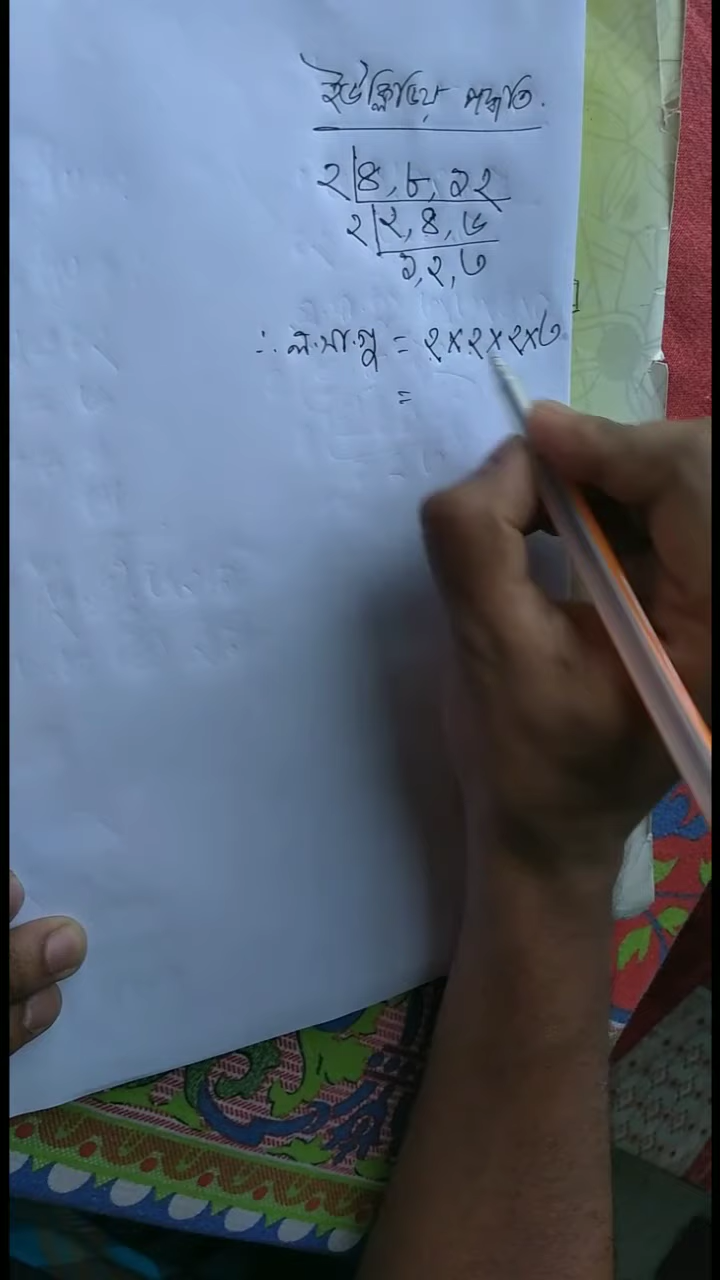 ইউক্লিডিয় পদ্ধতি.
২|৪, ৮, ১২
২|২, ৪, ৬
১, ২, ৩
∴ ল.সা.গু = ২×২×২×৩
=